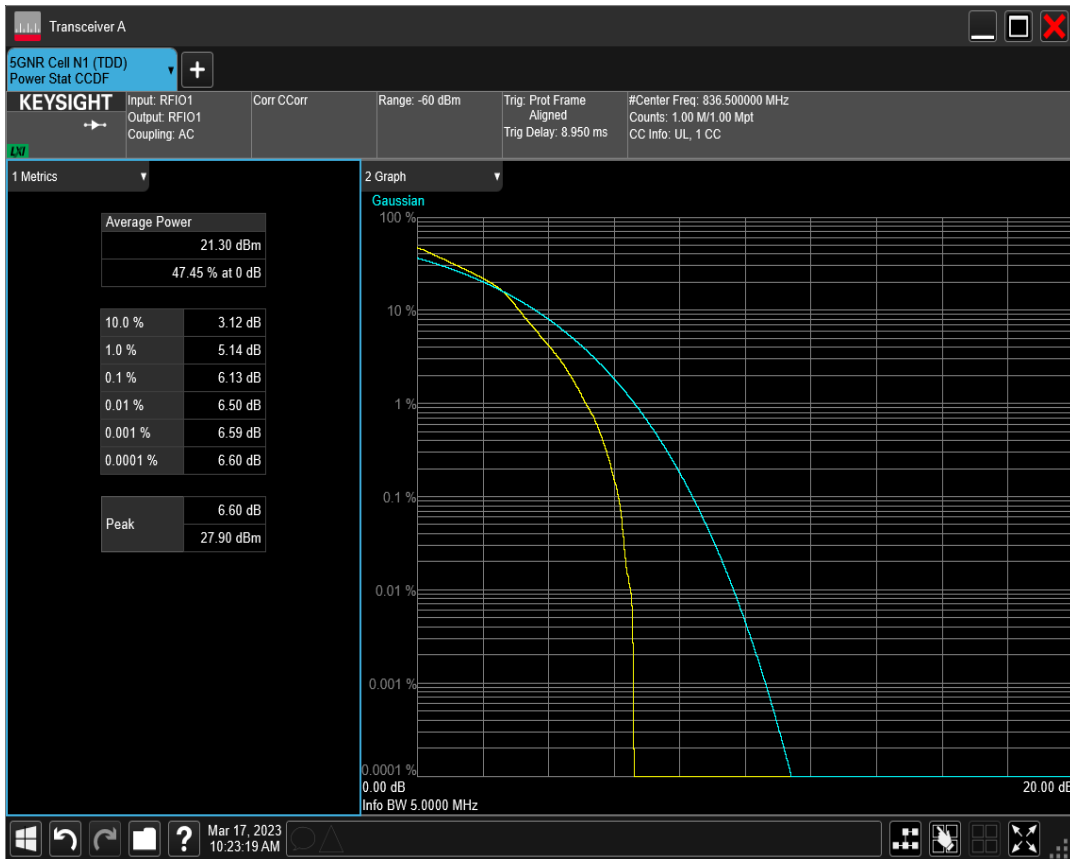 Transceiver A
5GNR Cell N1 (TDD)
Power Stat CCDF
+
KEYSIGHT
LXI
Input: RFIO1
Output: RFIO1
Coupling: AC
Corr CCorr
Range: -60 dBm
Trig: Prot Frame
Aligned
Trig Delay: 8.950 ms
#Center Freq: 836.500000 MHz
Counts: 1.00 M/1.00 Mpt
CC Info: UL, 1 CC
1 Metrics
Average Power
21.30 dBm
47.45 % at 0 dB
10.0 % 3.12 dB
1.0 % 5.14 dB
0.1 % 6.13 dB
0.01 % 6.50 dB
0.001 % 6.59 dB
0.0001 % 6.60 dB
Peak
6.60 dB
27.90 dBm
2 Graph
Gaussian
100 %
10 %
1 %
0.1 %
0.01 %
0.001 %
0.0001 %
0.00 dB
20.00 dB
Info BW 5.0000 MHz
?
Mar 17, 2023
10:23:19 AM